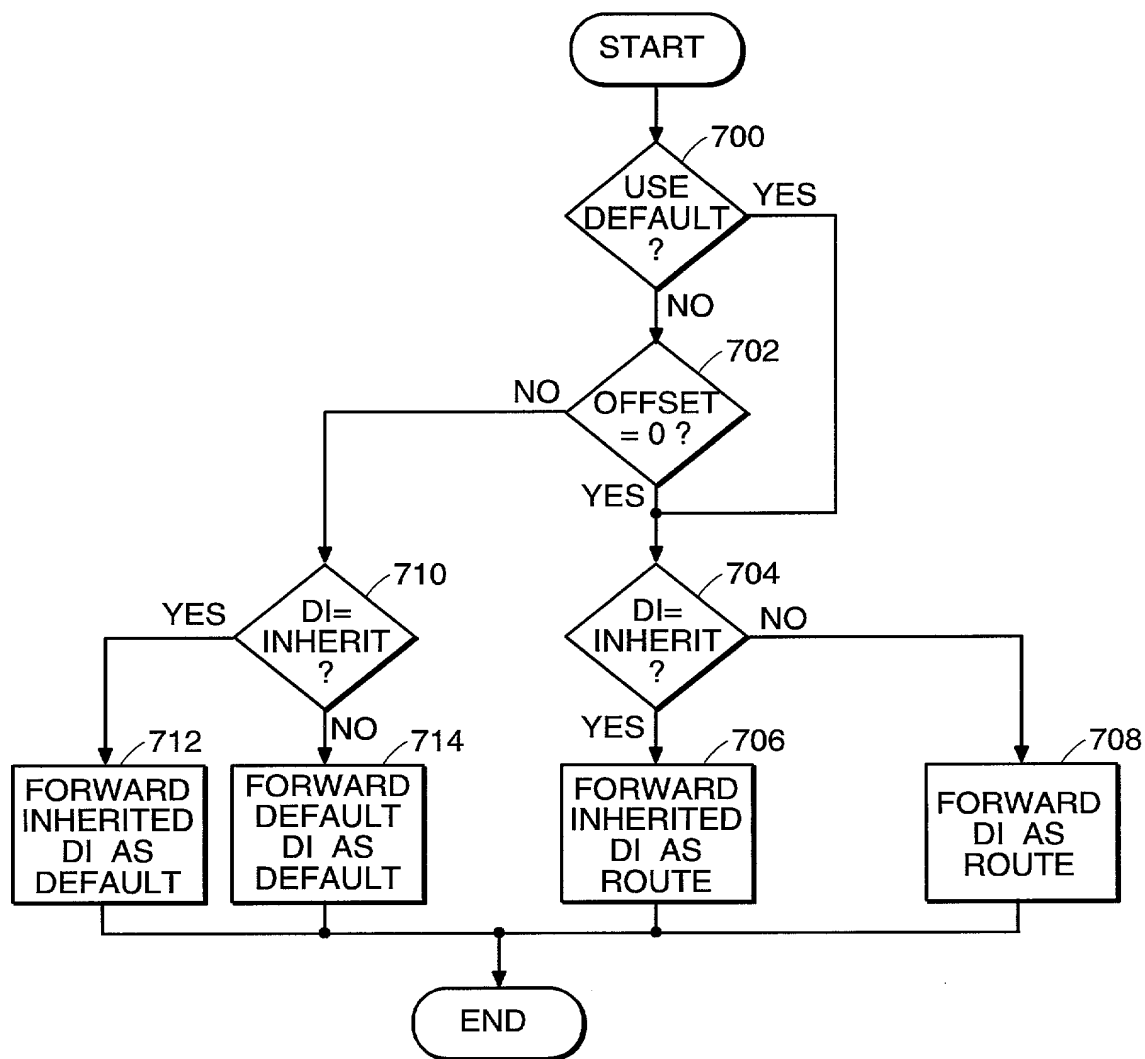 START
700
USE
DEFAULT
?
YES
NO
702
NO
OFFSET
= 0 ?
YES
710
YES
DI=
INHERIT
?
NO
704
DI=
INHERIT
?
NO
YES
712
FORWARD
INHERITED
DI AS
DEFAULT
714
FORWARD
DEFAULT
DI AS
DEFAULT
706
FORWARD
INHERITED
DI AS
ROUTE
708
FORWARD
DI AS
ROUTE
END